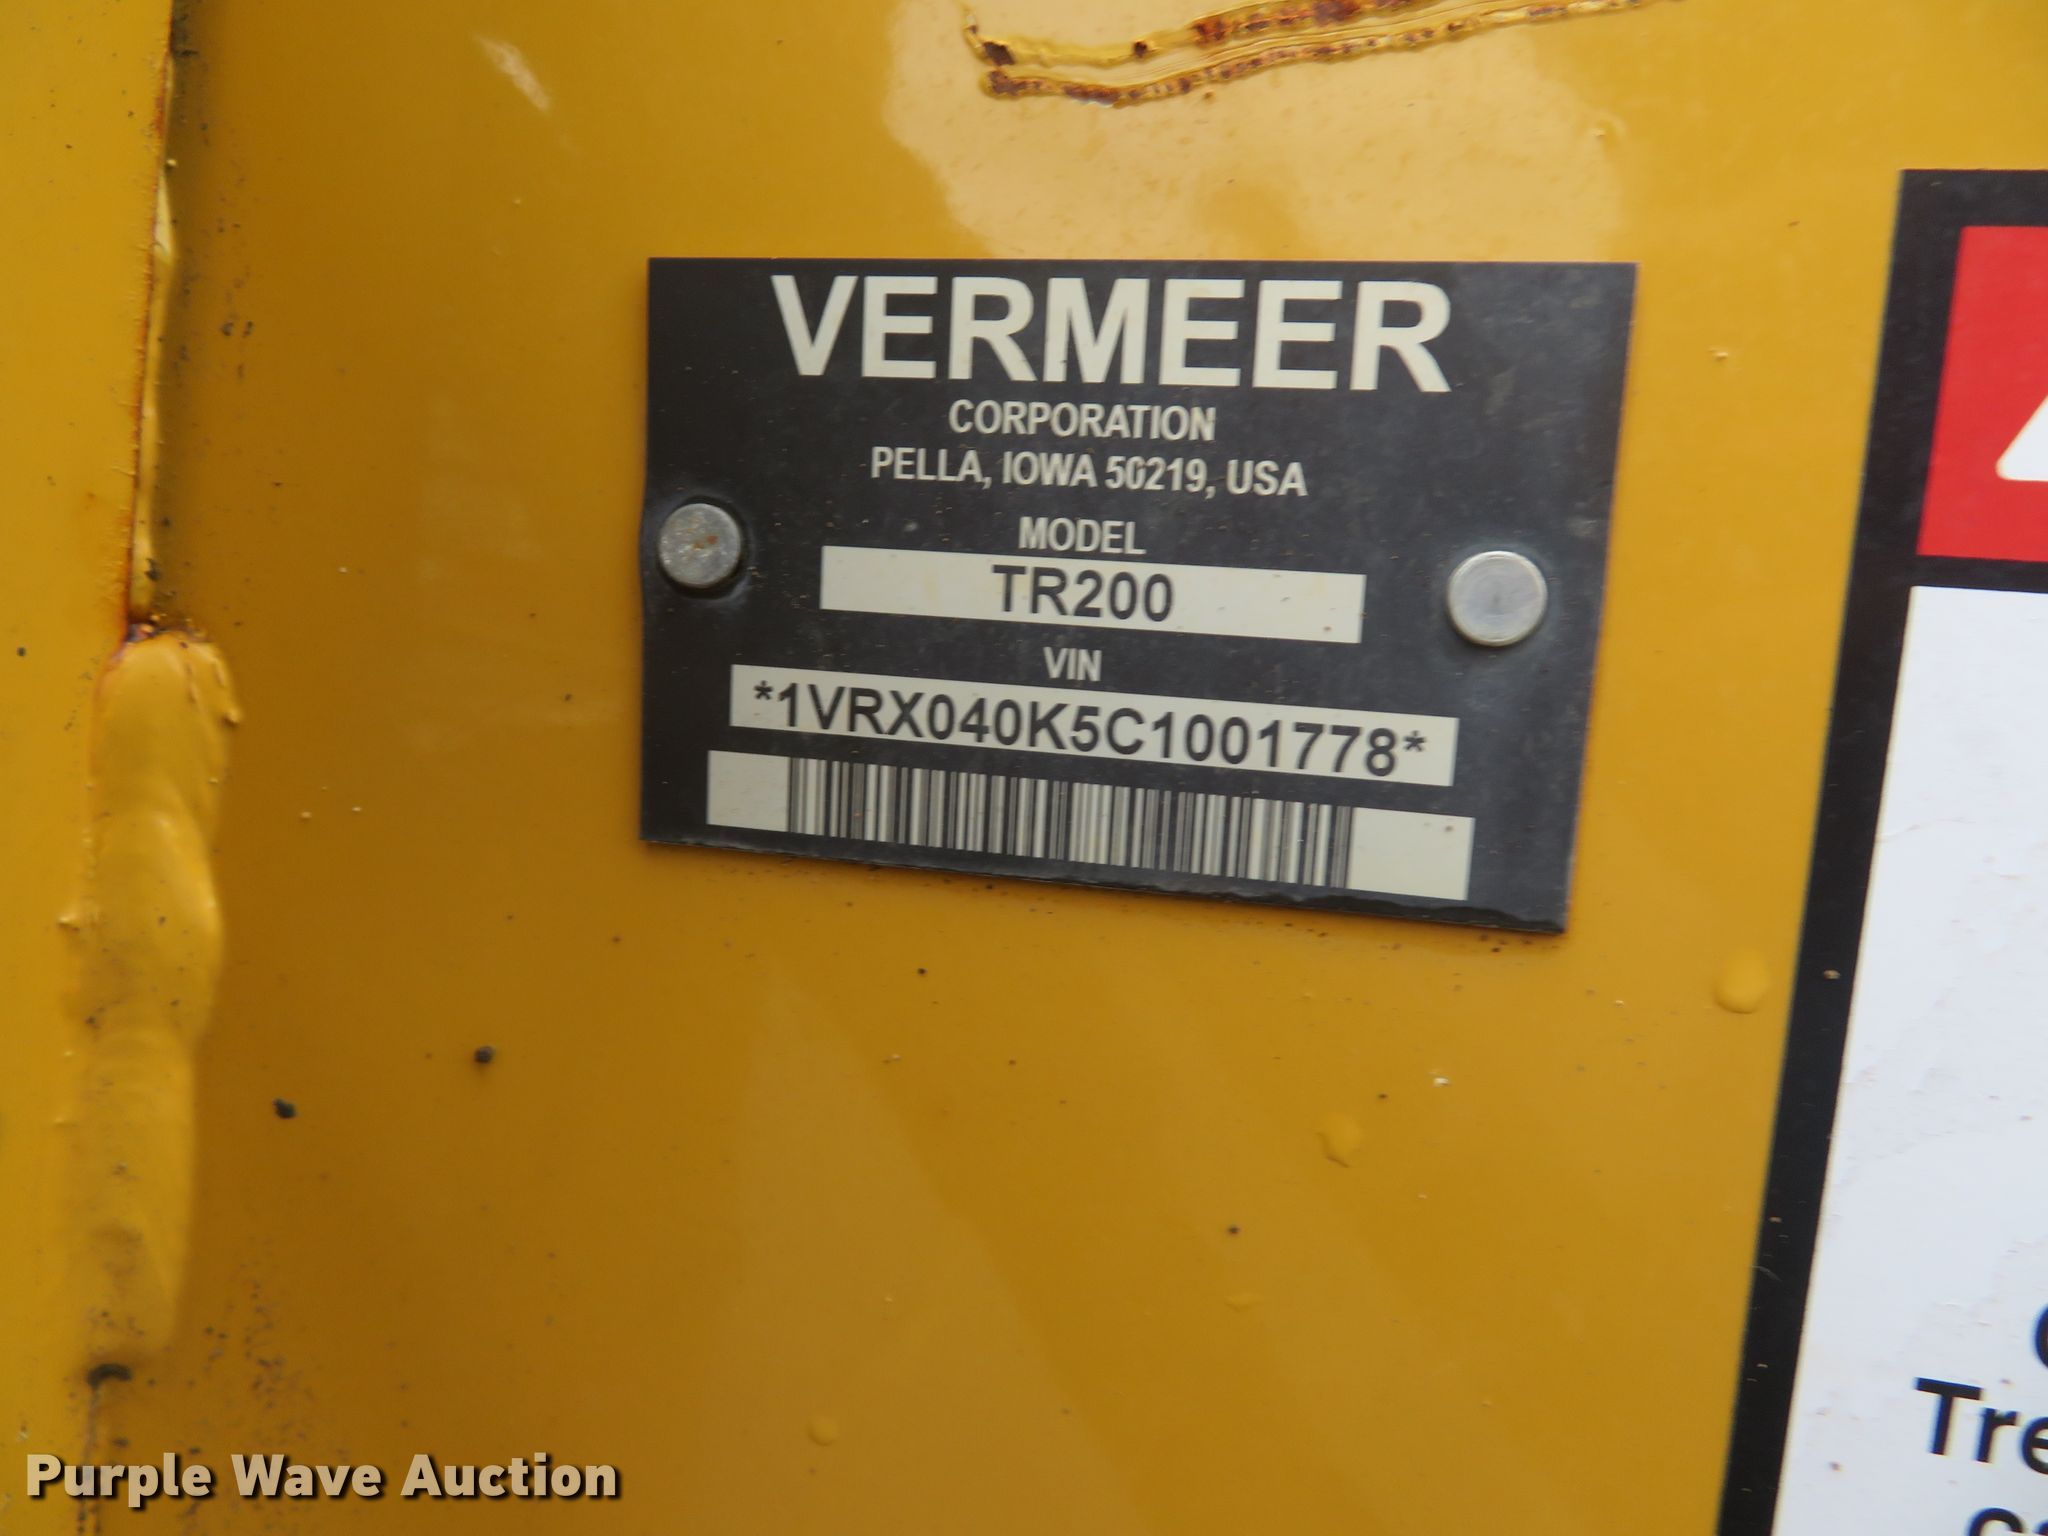 VERMEER
CORPORATION
PELLA, IOWA 50219, USA
MODEL
TR200
VIN
*1VRX040K5C1001778*
Tre
Purple Wave Auction